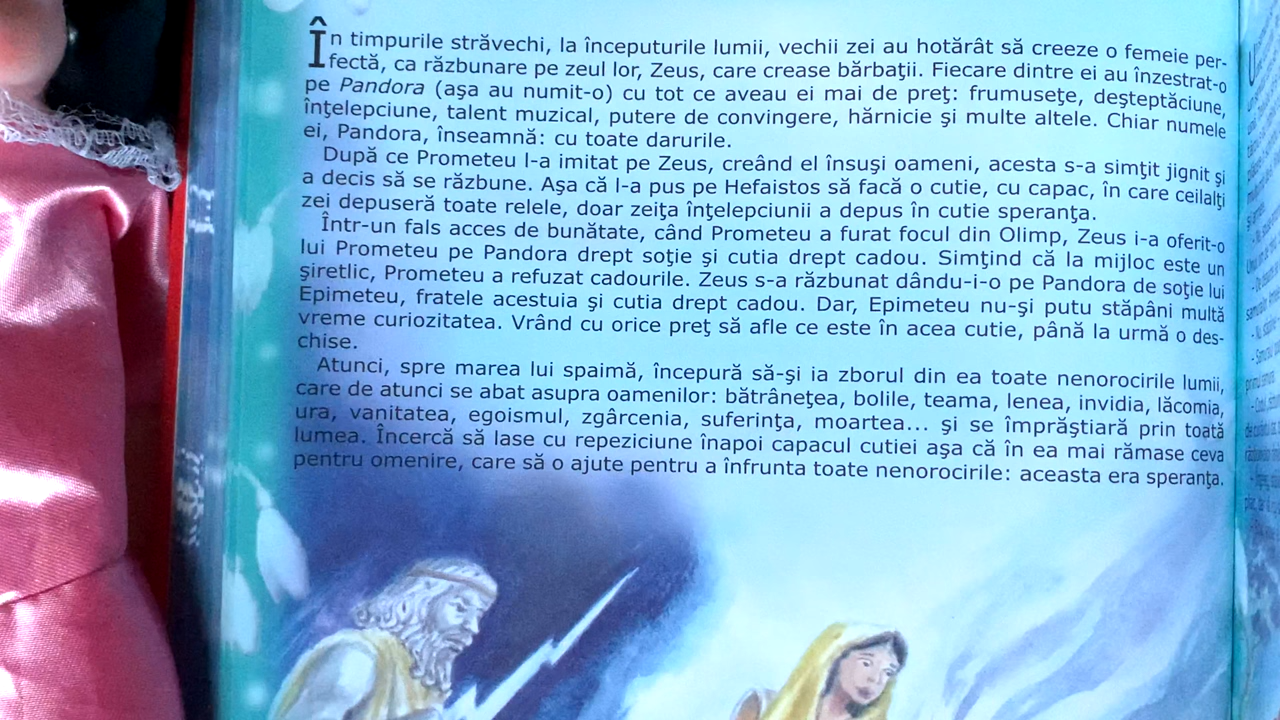 În timpurile străvechi, la începuturile lumii, vechii zei au hotărât să creeze o femeie per-
fectă, ca răzbunare pe zeul lor, Zeus, care crease bărbaţii. Fiecare dintre ei au înzestrat-o
pe Pandora (aşa au numit-o) cu tot ce aveau ei mai de preţ: frumuseţe, deşteptăciune,
înţelepciune, talent muzical, putere de convingere, hărnicie şi multe altele. Chiar numele
ei, Pandora, înseamnă: cu toate darurile.
După ce Prometeu l-a imitat pe Zeus, creând el însuşi oameni, acesta s-a simţit jignit şi
a decis să se răzbune. Aşa că l-a pus pe Hefaistos să facă o cutie, cu capac, în care ceilalţi
zei depuseră toate relele, doar zeiţa înţelepciunii a depus în cutie speranţa.
Într-un fals acces de bunătate, când Prometeu a furat focul din Olimp, Zeus i-a oferit-o
lui Prometeu pe Pandora drept soţie şi cutia drept cadou. Simţind că la mijloc este un
şiretlic, Prometeu a refuzat cadourile. Zeus s-a răzbunat dându-i-o pe Pandora de soţie lui
Epimeteu, fratele acestuia şi cutia drept cadou. Dar, Epimeteu nu-şi putu stăpâni multă
vreme curiozitatea. Vrând cu orice preţ să afle ce este în acea cutie, până la urmă o des-
chise.
Atunci, spre marea lui spaimă, începură să-şi ia zborul din ea toate nenorocirile lumii,
care de atunci se abat asupra oamenilor: bătrâneţea, bolile, teama, lenea, invidia, lăcomia,
ura, vanitatea, egoismul, zgârcenia, suferinţa, moartea... şi se împrăştiară prin toată
lumea. Încercă să lase cu repeziciune înapoi capacul cutiei aşa că în ea mai rămase ceva
pentru omenire, care să o ajute pentru a înfrunta toate nenorocirile: aceasta era speranţa.